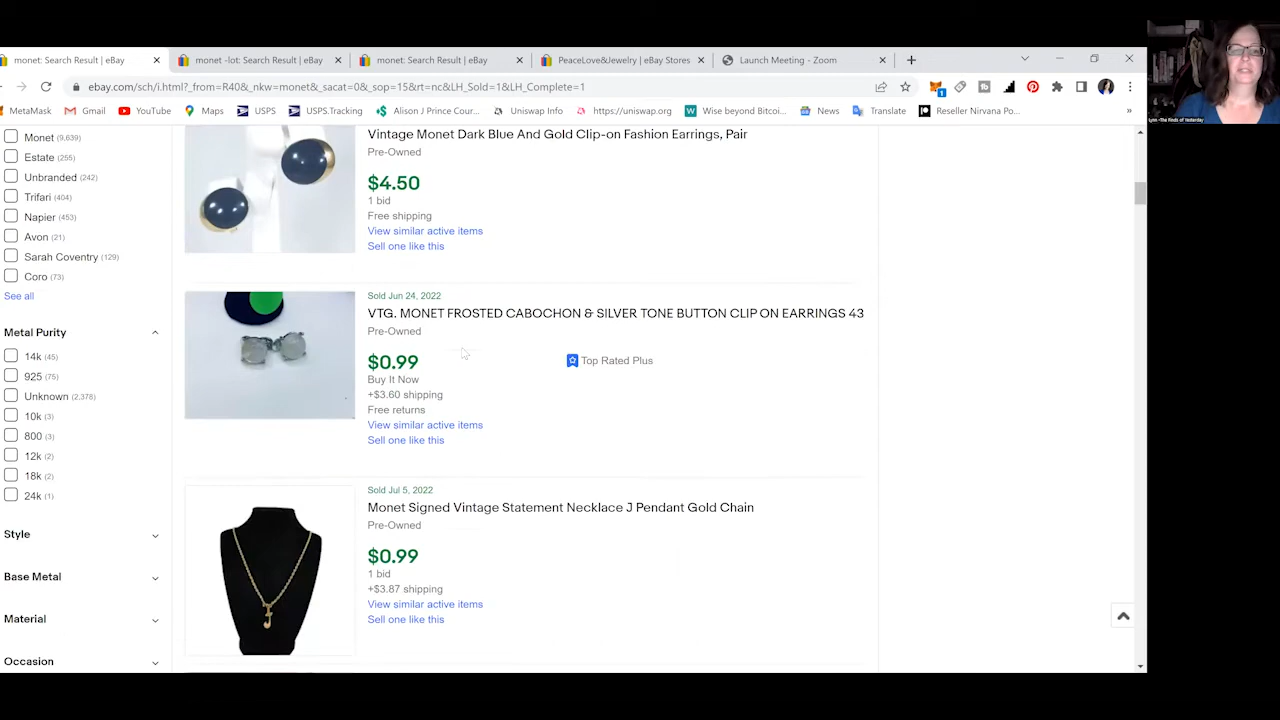 monet: Search Result | eBay
monet -lot: Search Result | eBay
monet: Search Result | eBay
PeaceLove&Jewelry | eBay Stores
Launch Meeting - Zoom
ebay.com/sch/i.html?_from=R40&_nkw=monet&_sacat=0&_sop=15&rt=nc&LH_Sold=1&LH_Complete=1
MetaMask
Gmail
YouTube
Maps
USPS
USPS.Tracking
Alison J Prince Cour...
Uniswap Info
https://uniswap.org
Wise beyond Bitcoi...
News
Translate
Reseller Nirvana Po...
Lynn -The Finds of Yesterday
Monet (9,639)
Estate (255)
Unbranded (242)
Trifari (404)
Napier (453)
Avon (21)
Sarah Coventry (129)
Coro (73)
See all
Metal Purity
14k (45)
925 (75)
Unknown (2,378)
10k (3)
800 (3)
12k (2)
18k (2)
24k (1)
Style
Base Metal
Material
Occasion
Vintage Monet Dark Blue And Gold Clip-on Fashion Earrings, Pair
Pre-Owned
$4.50
1 bid
Free shipping
View similar active items
Sell one like this
Sold Jun 24, 2022
VTG. MONET FROSTED CABOCHON & SILVER TONE BUTTON CLIP ON EARRINGS 43
Pre-Owned
$0.99
Top Rated Plus
Buy It Now
+$3.60 shipping
Free returns
View similar active items
Sell one like this
Sold Jul 5, 2022
Monet Signed Vintage Statement Necklace J Pendant Gold Chain
Pre-Owned
$0.99
1 bid
+$3.87 shipping
View similar active items
Sell one like this